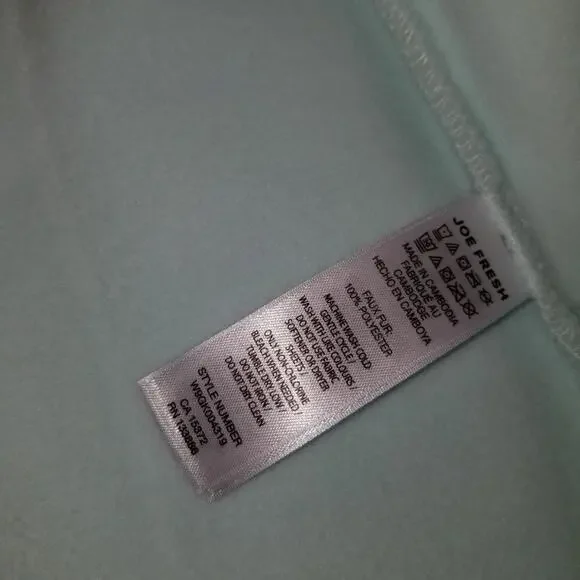 JOE FRESH
MADE IN CAMBODIA
FABRIQUÉ AU
CAMBODGE
HECHO EN CAMBOYA
FAUX FUR:
100% POLYESTER
MACHINE WASH COLD
GENTLE CYCLE /
WASH WITH LIKE COLOURS /
DO NOT USE FABRIC
SOFTENER OR DRYER
SHEETS /
ONLY NON-CHLORINE
BLEACH WHEN NEEDED
TUMBLE DRY LOW /
DO NOT IRON /
DO NOT DRY CLEAN
STYLE NUMBER
CA 15372